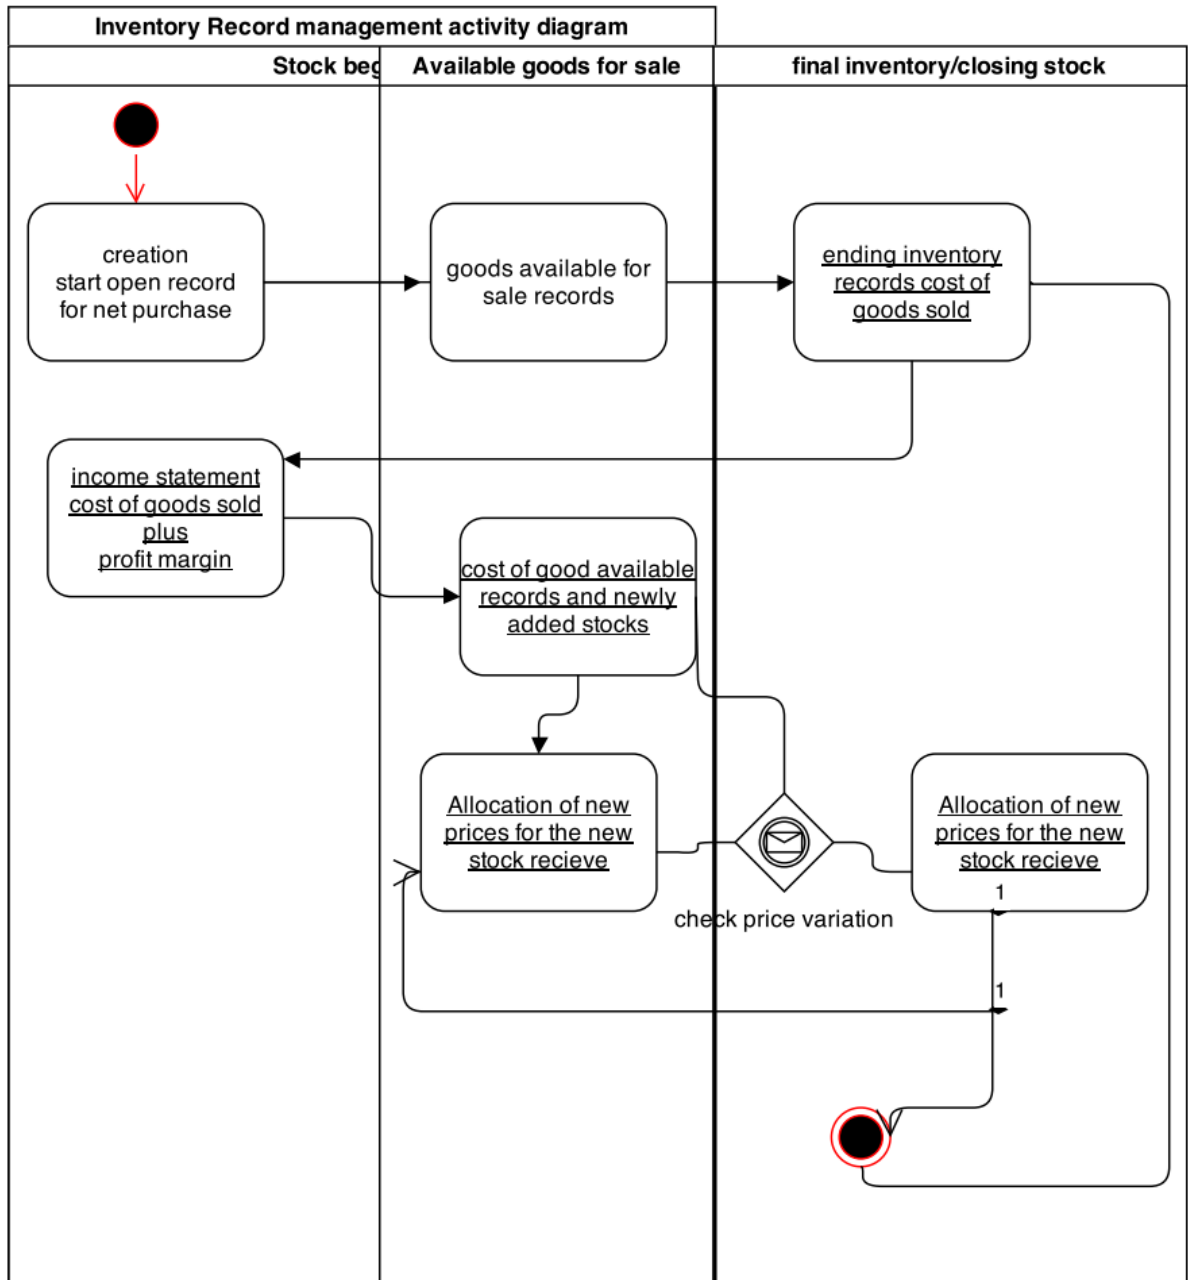 Inventory Record management activity diagram
Stock beg
Available goods for sale
final inventory/closing stock
creation
start open record
for net purchase
goods available for
sale records
ending inventory
records cost of
goods sold
income statement
cost of goods sold
plus
profit margin
cost of good available
records and newly
added stocks
Allocation of new
prices for the new
stock recieve
check price variation
Allocation of new
prices for the new
stock recieve
1
1